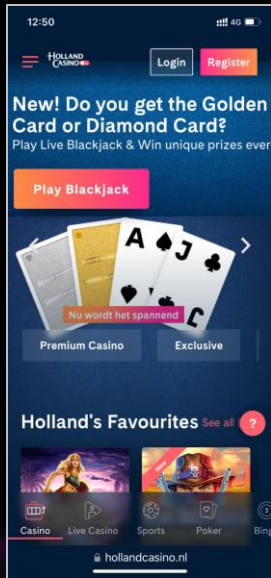 12:50
4G
HOLLAND
CASINO
Login
Register
New! Do you get the Golden
Card or Diamond Card?
Play Live Blackjack & Win unique prizes ever
Play Blackjack
A
J
Nu wordt het spannend
Premium Casino
Exclusive
Holland's Favourites
See all
?
New
Casino
Live Casino
Sports
Poker
Bing
hollandcasino.nl